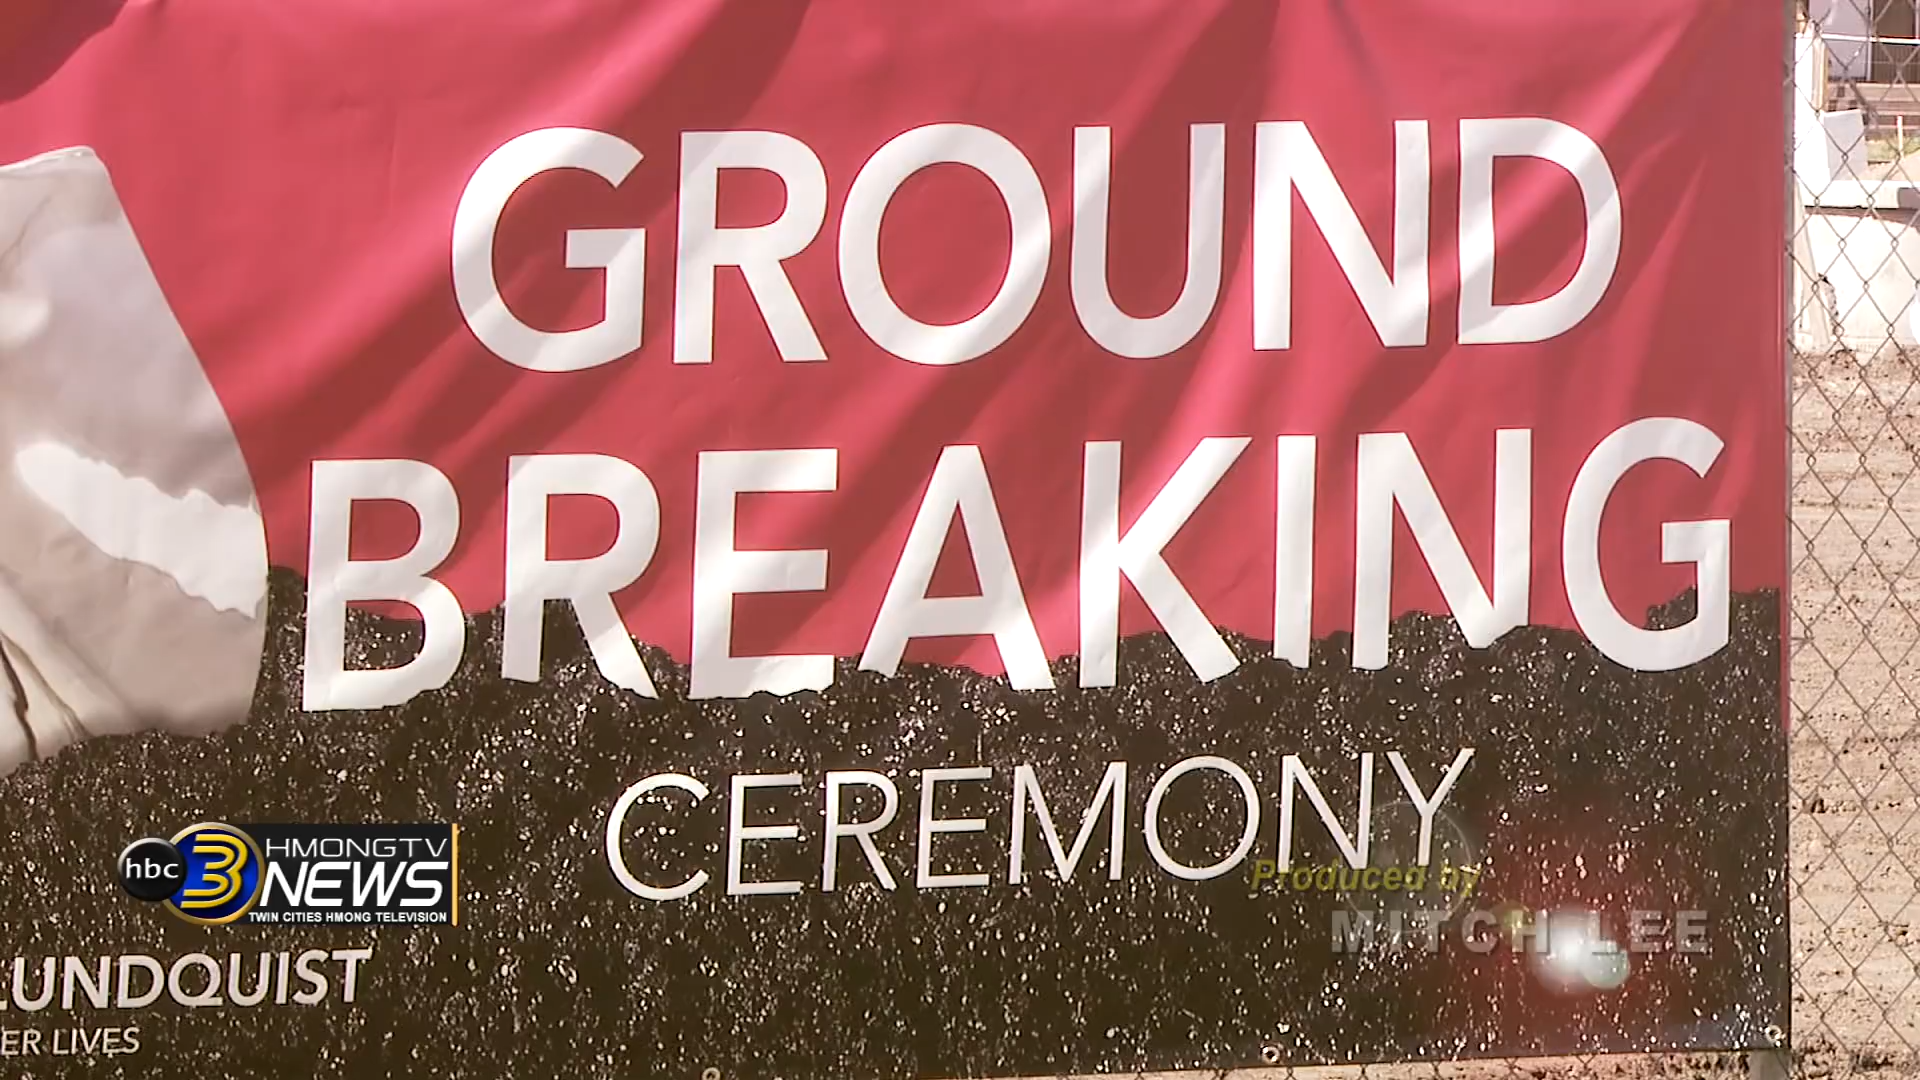 GROUND
BREAKING
CEREMONY
Produced by
MITCH LEE
hbc 3 HMONGTV
NEWS
TWIN CITIES HMONG TELEVISION
LUNDQUIST
ER LIVES